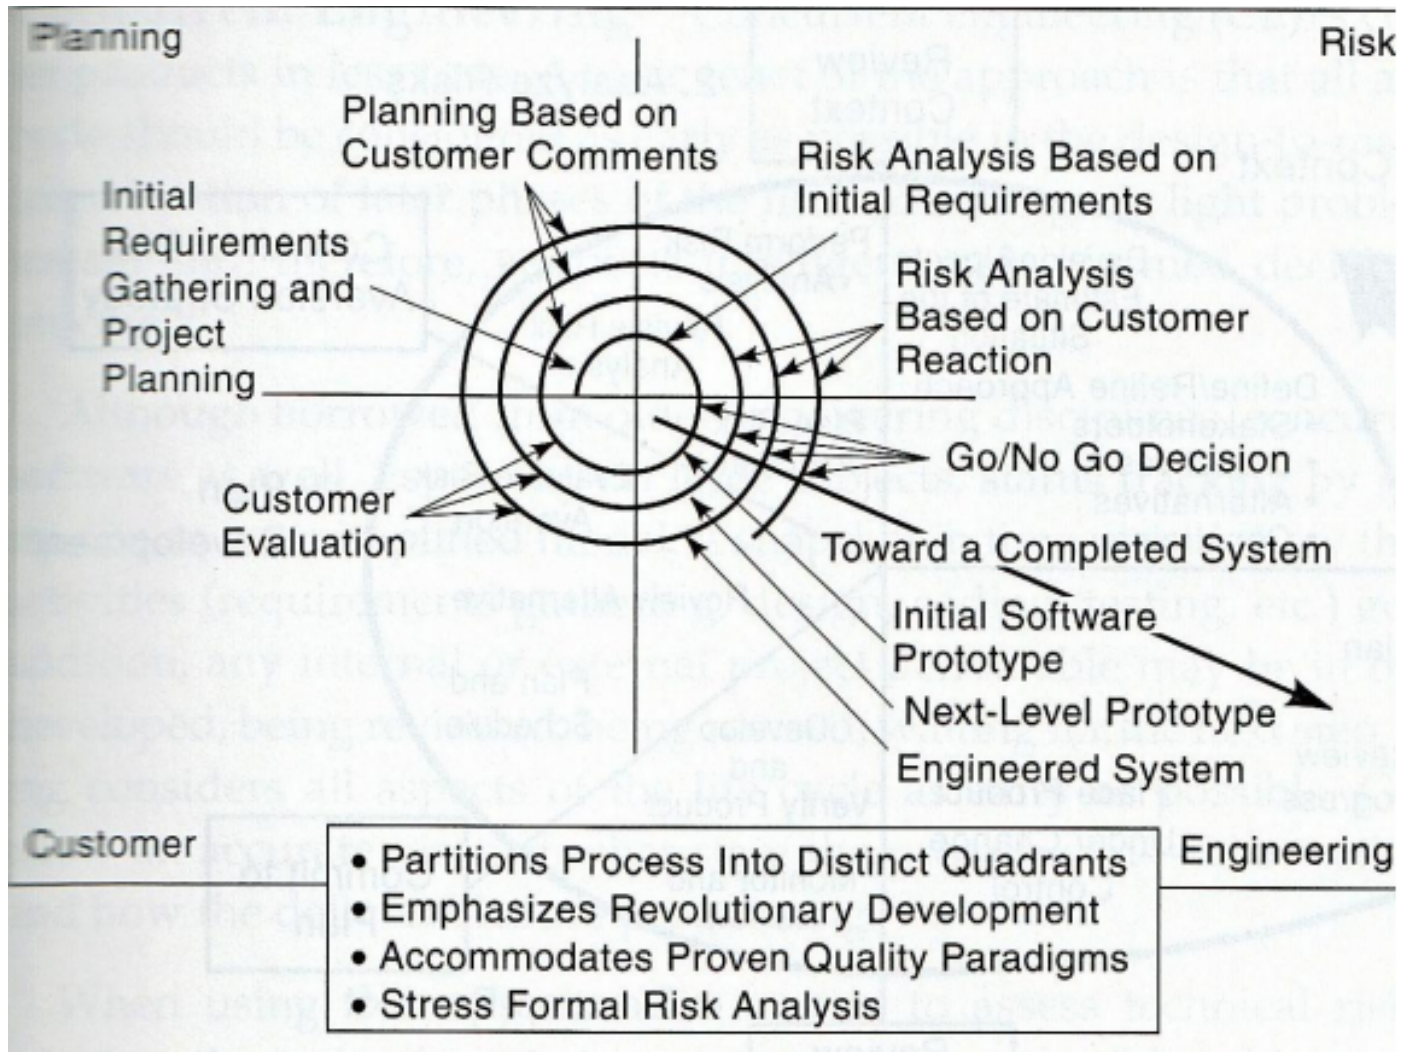 Planning
Risk
Planning Based on
Customer Comments
Risk Analysis Based on
Initial Requirements
Initial
Requirements
Gathering and
Project
Planning
Risk Analysis
Based on Customer
Reaction
Go/No Go Decision
Customer
Evaluation
Toward a Completed System
Initial Software
Prototype
Next-Level Prototype
Engineered System
Customer
Engineering
• Partitions Process Into Distinct Quadrants
• Emphasizes Revolutionary Development
• Accommodates Proven Quality Paradigms
• Stress Formal Risk Analysis